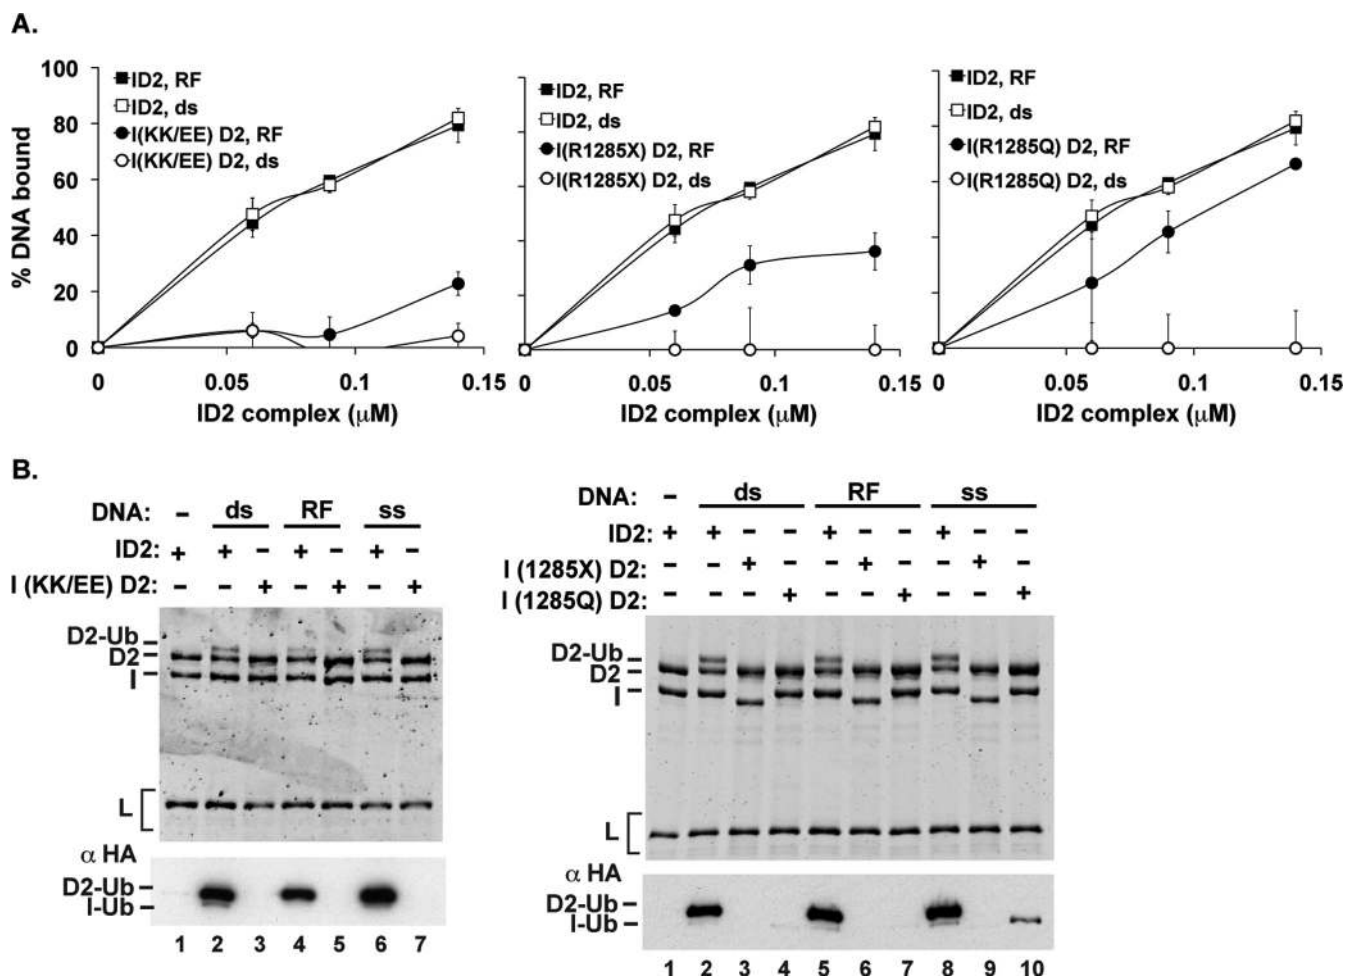 A.
% DNA bound
100
80
60
40
20
0
ID2, RF
ID2, ds
I(KK/EE) D2, RF
I(KK/EE) D2, ds
0 0.05 0.1 0.15
ID2 complex (μM)
ID2, RF
ID2, ds
I(R1285X) D2, RF
I(R1285X) D2, ds
0 0.05 0.1 0.15
ID2 complex (μM)
ID2, RF
ID2, ds
I(R1285Q) D2, RF
I(R1285Q) D2, ds
0 0.05 0.1 0.15
ID2 complex (μM)
B.
DNA: – ds RF ss
ID2: + + – + – + –
I (KK/EE) D2: – – + – + – +
D2-Ub
D2
I
L
α HA
D2-Ub
I-Ub
1 2 3 4 5 6 7
DNA: – ds RF ss
ID2: + + – – + – – + – –
I (1285X) D2: – – + – – + – – + –
I (1285Q) D2: – – – + – – + – – +
D2-Ub
D2
I
L
α HA
D2-Ub
I-Ub
1 2 3 4 5 6 7 8 9 10